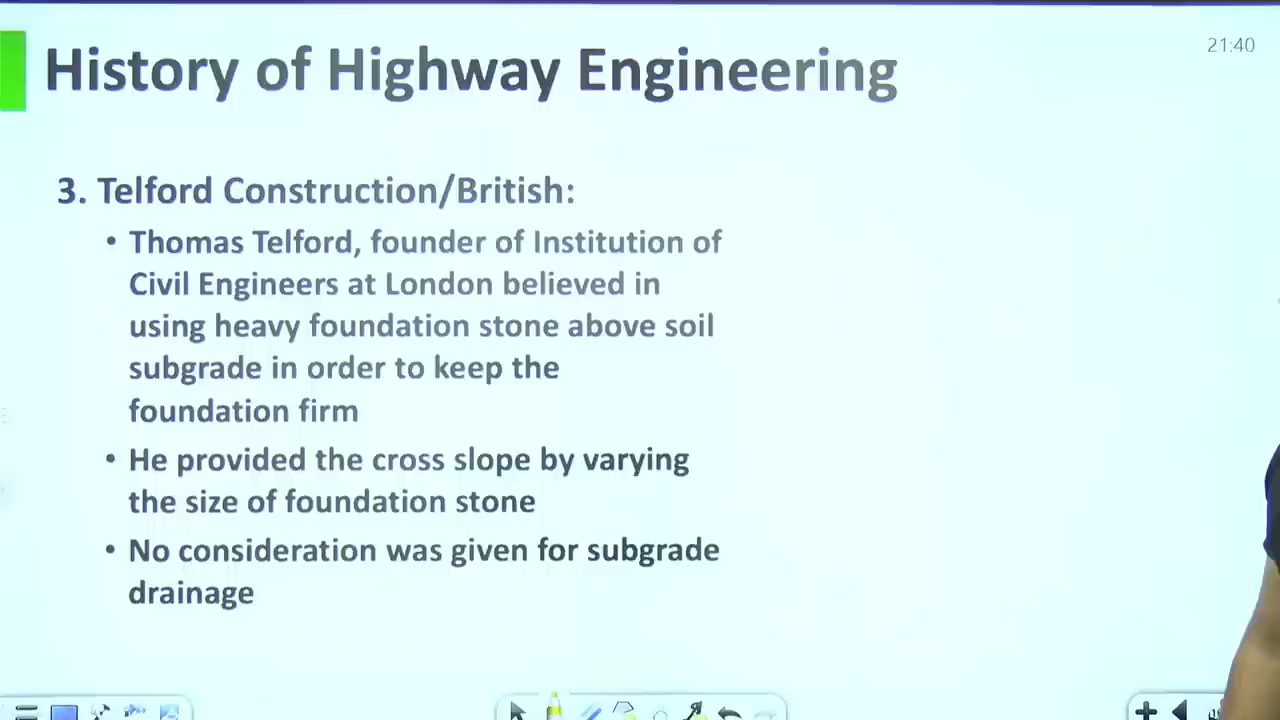 History of Highway Engineering
21:40
3. Telford Construction/British:
• Thomas Telford, founder of Institution of
Civil Engineers at London believed in
using heavy foundation stone above soil
subgrade in order to keep the
foundation firm
• He provided the cross slope by varying
the size of foundation stone
• No consideration was given for subgrade
drainage